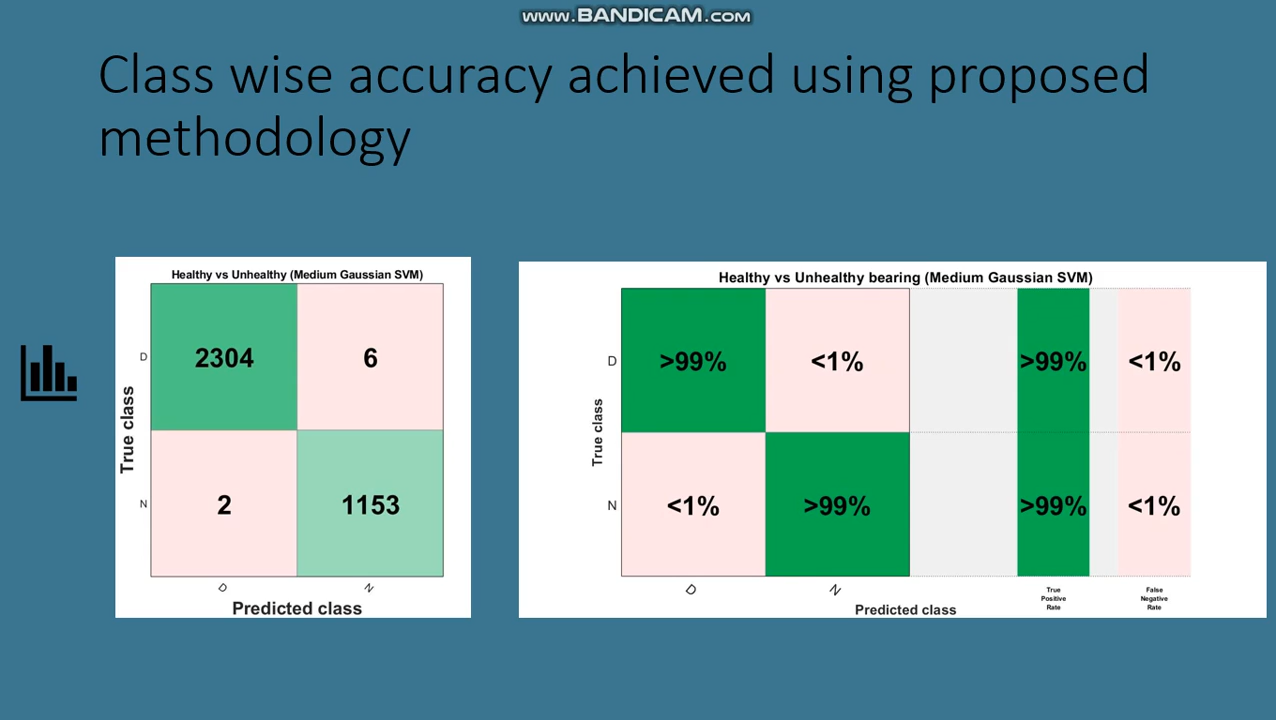 www.BANDICAM.com
Class wise accuracy achieved using proposed
methodology
Healthy vs Unhealthy (Medium Gaussian SVM)
D
2304
6
True class
N
2
1153
D
N
Predicted class
Healthy vs Unhealthy bearing (Medium Gaussian SVM)
D
>99%
<1%
>99%
<1%
True class
N
<1%
>99%
>99%
<1%
D
N
True
Positive
Rate
False
Negative
Rate
Predicted class